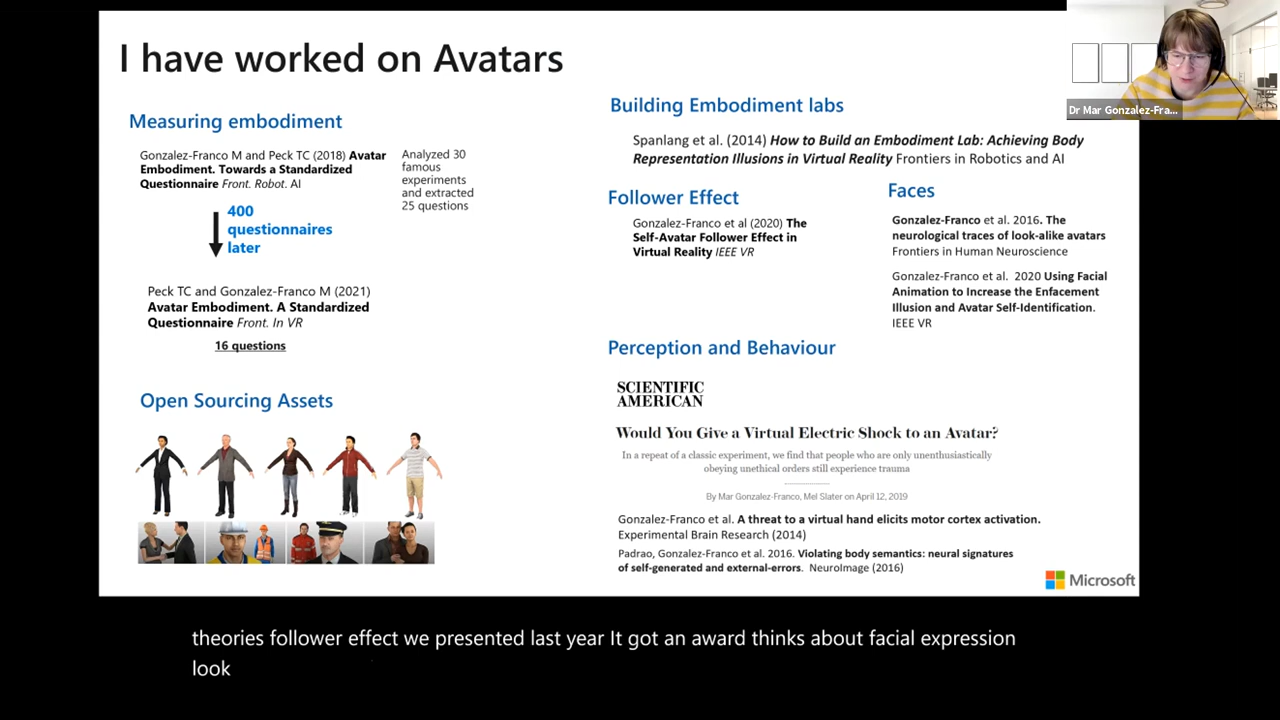 I have worked on Avatars
Dr Mar Gonzalez-Fra...
Measuring embodiment
Gonzalez-Franco M and Peck TC (2018) Avatar
Embodiment. Towards a Standardized
Questionnaire Front. Robot. AI
Analyzed 30
famous
experiments
and extracted
25 questions
400
questionnaires
later
Peck TC and Gonzalez-Franco M (2021)
Avatar Embodiment. A Standardized
Questionnaire Front. In VR
16 questions
Open Sourcing Assets
Building Embodiment labs
Spanlang et al. (2014) How to Build an Embodiment Lab: Achieving Body
Representation Illusions in Virtual Reality Frontiers in Robotics and AI
Follower Effect
Gonzalez-Franco et al (2020) The
Self-Avatar Follower Effect in
Virtual Reality IEEE VR
Faces
Gonzalez-Franco et al. 2016. The
neurological traces of look-alike avatars
Frontiers in Human Neuroscience
Gonzalez-Franco et al. 2020 Using Facial
Animation to Increase the Enfacement
Illusion and Avatar Self-Identification.
IEEE VR
Perception and Behaviour
SCIENTIFIC
AMERICAN
Would You Give a Virtual Electric Shock to an Avatar?
In a repeat of a classic experiment, we find that people who are only unenthusiastically
obeying unethical orders still experience trauma
By Mar Gonzalez-Franco, Mel Slater on April 12, 2019
Gonzalez-Franco et al. A threat to a virtual hand elicits motor cortex activation.
Experimental Brain Research (2014)
Padrao, Gonzalez-Franco et al. 2016. Violating body semantics: neural signatures
of self-generated and external-errors. NeuroImage (2016)
Microsoft
theories follower effect we presented last year It got an award thinks about facial expression
look